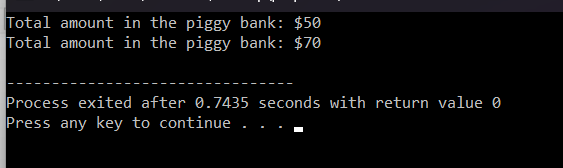 Total amount in the piggy bank: $50
Total amount in the piggy bank: $70
--------------------------------
Process exited after 0.7435 seconds with return value 0
Press any key to continue . . .